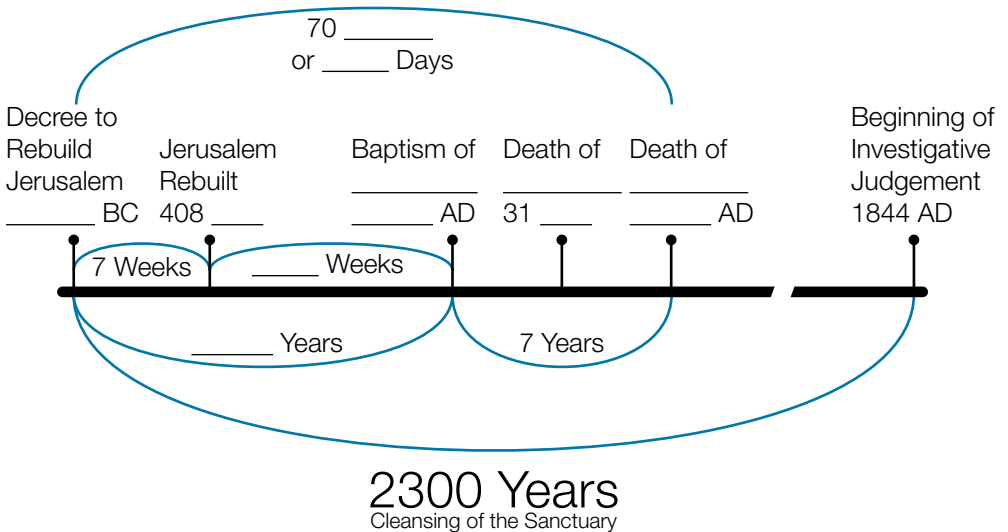 70 _______
or _____ Days
Decree to
Rebuild
Jerusalem
_______ BC
Jerusalem
Rebuilt
408 ____
Baptism of
__________
______ AD
Death of
_________
31 ____
Death of
_________
______ AD
Beginning of
Investigative
Judgement
1844 AD
7 Weeks
_____ Weeks
______ Years
7 Years
2300 Years
Cleansing of the Sanctuary